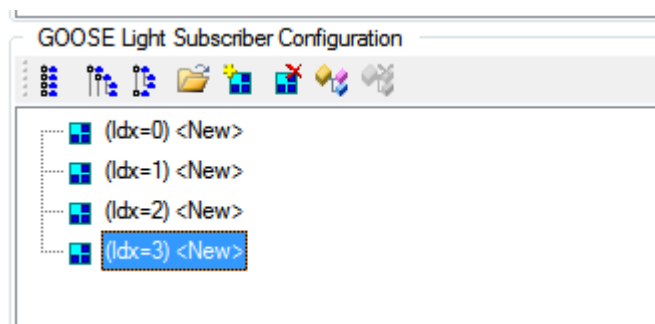 GOOSE Light Subscriber Configuration
(Idx=0) <New>
(Idx=1) <New>
(Idx=2) <New>
(Idx=3) <New>